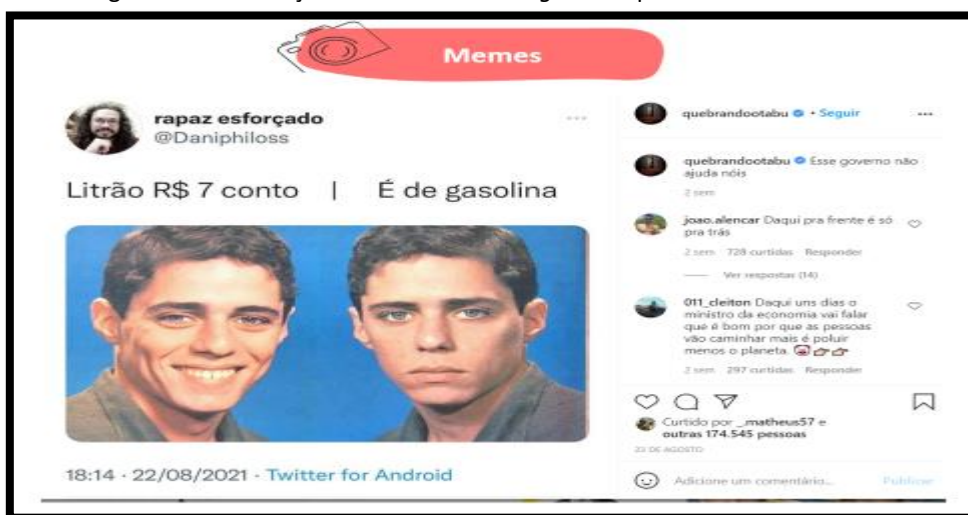 Memes
rapaz esforçado
@Daniphiloss
Litrão R$ 7 conto | É de gasolina
18:14 · 22/08/2021 · Twitter for Android
quebrandootabu • Seguir
quebrandootabu Esse governo não
ajuda nóis
2 sem
joao.alencar Daqui pra frente é só
pra trás
2 sem 728 curtidas Responder
Ver respostas (14)
011_cleiton Daqui uns dias o
ministro da economia vai falar
que é bom por que as pessoas
vão caminhar mais é poluir
menos o planeta.
2 sem 297 curtidas Responder
Curtido por _.matheus57 e
outras 174.545 pessoas
22 DE AGOSTO
Adicione um comentário... Publicar